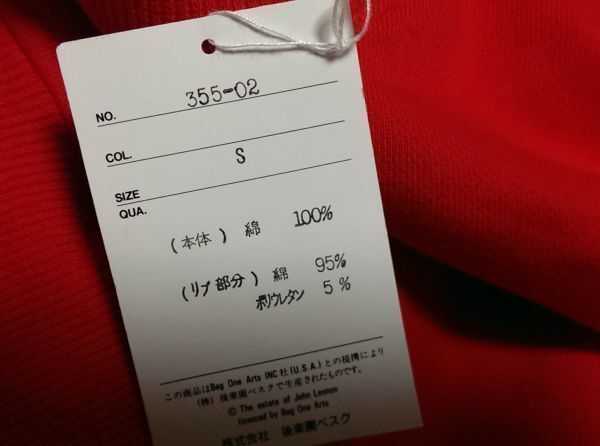 NO. 355-02
COL.
S
SIZE
QUA.
(本体) 綿 100%
(リブ部分) 綿 95%
ポリウレタン 5%
この商品はBag One Arts INC社(U.S.A.)との提携により
(株) 後楽園ベスクで生産されたものです。
© The estate of John Lennon
licenced by Bag One Arts
株式会社 後楽園ベスク